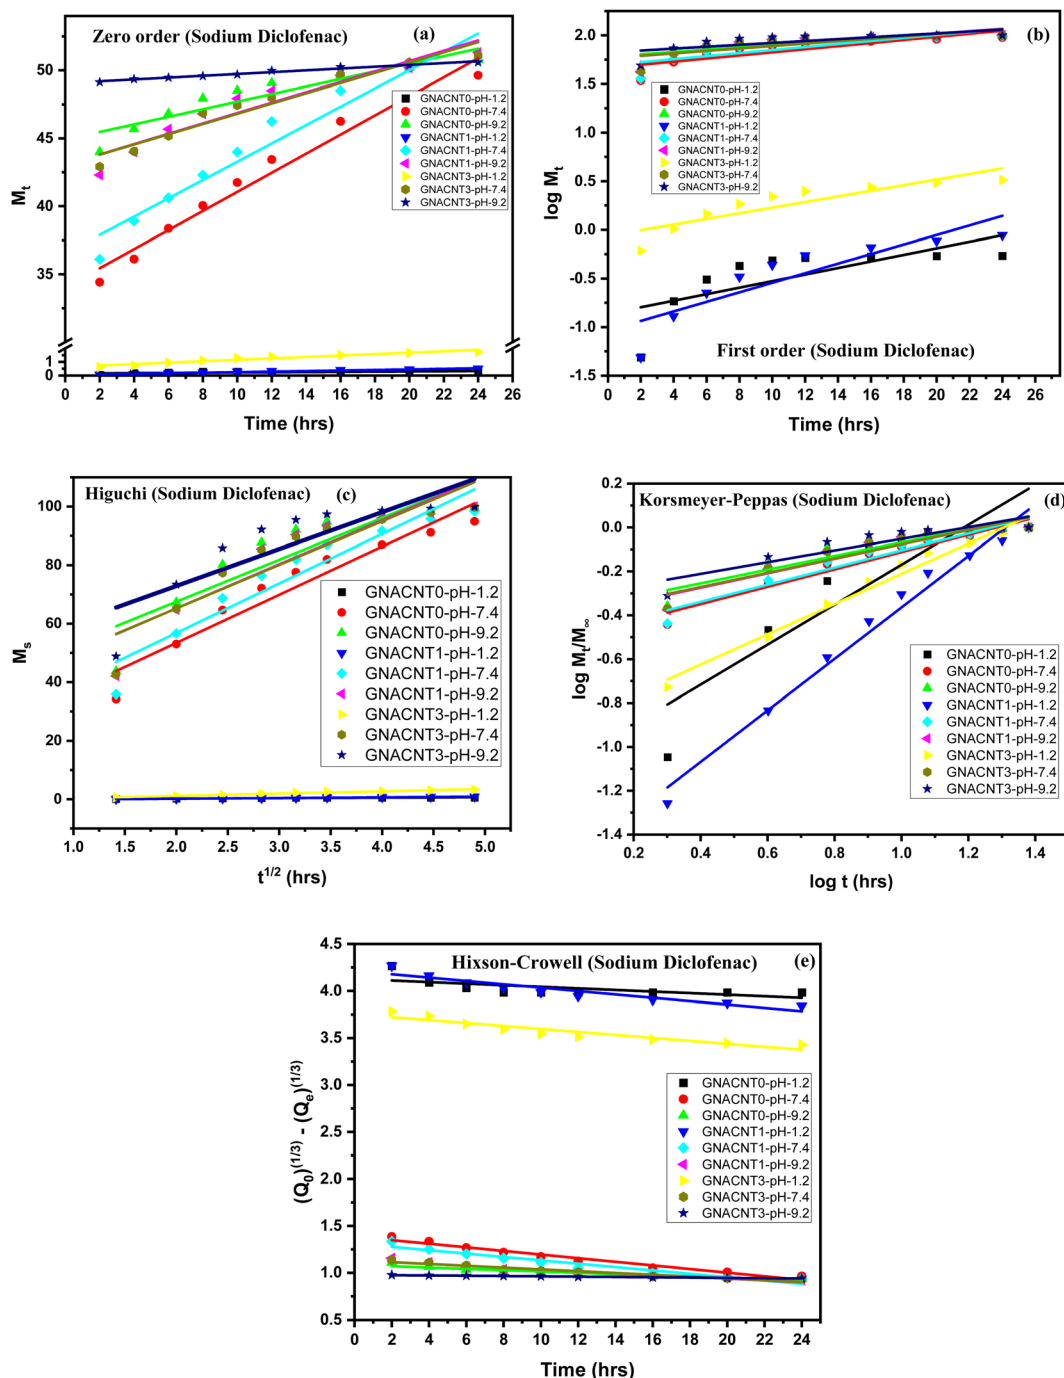 Zero order (Sodium Diclofenac)
(a)
50
45
40
35
1
0
M_t
GNACNT0-pH-1.2
GNACNT0-pH-7.4
GNACNT0-pH-9.2
GNACNT1-pH-1.2
GNACNT1-pH-7.4
GNACNT1-pH-9.2
GNACNT3-pH-1.2
GNACNT3-pH-7.4
GNACNT3-pH-9.2
0 2 4 6 8 10 12 14 16 18 20 22 24 26
Time (hrs)
(b)
2.0
1.5
1.0
0.5
0.0
-0.5
-1.0
-1.5
log M_t
GNACNT0-pH-1.2
GNACNT0-pH-7.4
GNACNT0-pH-9.2
GNACNT1-pH-1.2
GNACNT1-pH-7.4
GNACNT1-pH-9.2
GNACNT3-pH-1.2
GNACNT3-pH-7.4
GNACNT3-pH-9.2
First order (Sodium Diclofenac)
0 2 4 6 8 10 12 14 16 18 20 22 24 26
Time (hrs)
Higuchi (Sodium Diclofenac)
(c)
100
80
60
40
20
0
M_s
GNACNT0-pH-1.2
GNACNT0-pH-7.4
GNACNT0-pH-9.2
GNACNT1-pH-1.2
GNACNT1-pH-7.4
GNACNT1-pH-9.2
GNACNT3-pH-1.2
GNACNT3-pH-7.4
GNACNT3-pH-9.2
1.0 1.5 2.0 2.5 3.0 3.5 4.0 4.5 5.0
t^1/2 (hrs)
Korsmeyer-Peppas (Sodium Diclofenac)
(d)
0.2
0.0
-0.2
-0.4
-0.6
-0.8
-1.0
-1.2
-1.4
log M_t/M_∞
GNACNT0-pH-1.2
GNACNT0-pH-7.4
GNACNT0-pH-9.2
GNACNT1-pH-1.2
GNACNT1-pH-7.4
GNACNT1-pH-9.2
GNACNT3-pH-1.2
GNACNT3-pH-7.4
GNACNT3-pH-9.2
0.2 0.4 0.6 0.8 1.0 1.2 1.4
log t (hrs)
Hixson-Crowell (Sodium Diclofenac)
(e)
4.5
4.0
3.5
3.0
2.5
2.0
1.5
1.0
0.5
(Q_0)^(1/3) - (Q_e)^(1/3)
GNACNT0-pH-1.2
GNACNT0-pH-7.4
GNACNT0-pH-9.2
GNACNT1-pH-1.2
GNACNT1-pH-7.4
GNACNT1-pH-9.2
GNACNT3-pH-1.2
GNACNT3-pH-7.4
GNACNT3-pH-9.2
0 2 4 6 8 10 12 14 16 18 20 22 24
Time (hrs)